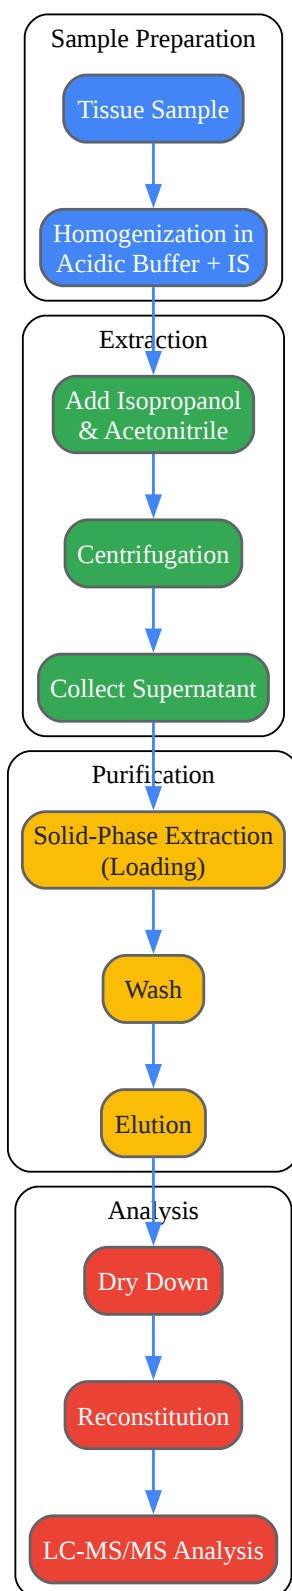 Sample Preparation
Tissue Sample
Homogenization in
Acidic Buffer + IS
Extraction
Add Isopropanol
& Acetonitrile
Centrifugation
Collect Supernatant
Purification
Solid-Phase Extraction
(Loading)
Wash
Elution
Analysis
Dry Down
Reconstitution
LC-MS/MS Analysis